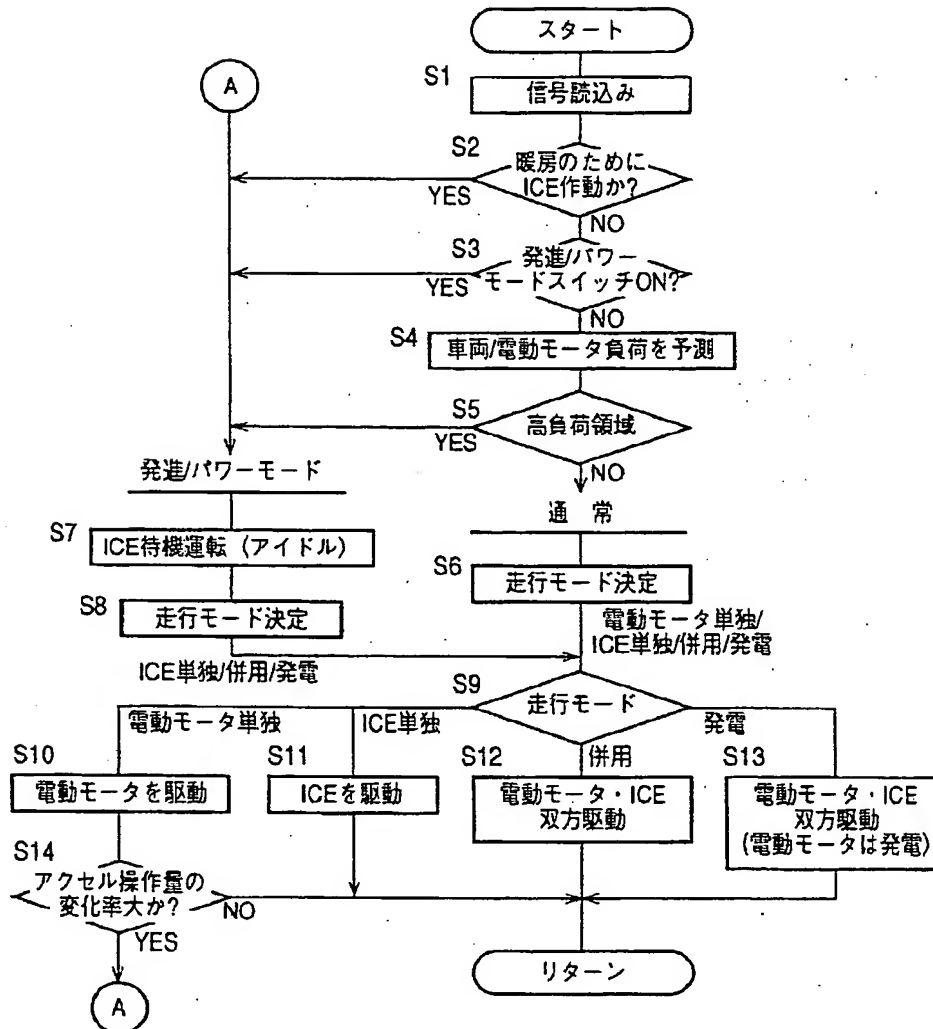 スタート
A
S1
信号読込み
S2
暖房のために
ICE作動か?
YES
NO
S3
発進/パワー
モードスイッチON?
YES
NO
S4
車両/電動モータ負荷を予測
S5
高負荷領域
YES
NO
発進/パワーモード
通 常
S7
ICE待機運転(アイドル)
S6
走行モード決定
S8
走行モード決定
電動モータ単独/
ICE単独/併用/発電
ICE単独/併用/発電
S9
走行モード
電動モータ単独
ICE単独
併用
発電
S10
電動モータを駆動
S11
ICEを駆動
S12
電動モータ・ICE
双方駆動
S13
電動モータ・ICE
双方駆動
(電動モータは発電)
S14
アクセル操作量の
変化率大か?
NO
YES
リターン
A